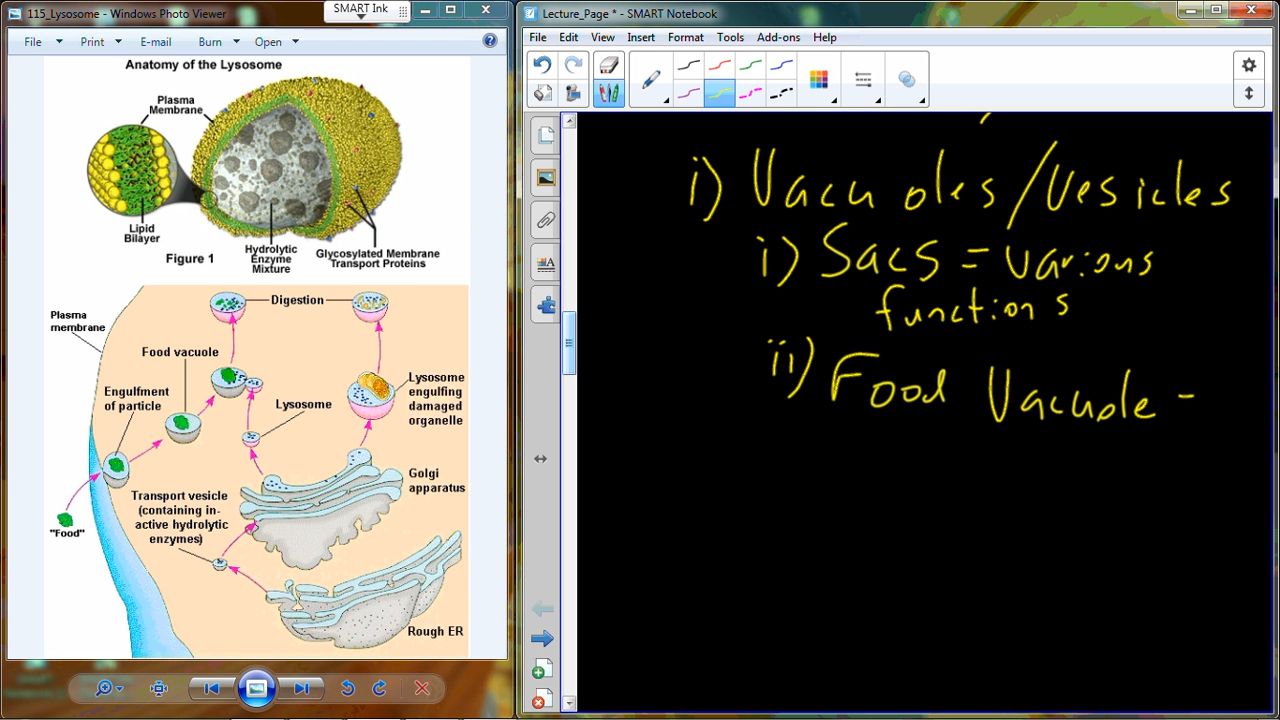 115_Lysosome - Windows Photo Viewer
SMART Ink
File Print E-mail Burn Open
Anatomy of the Lysosome
Plasma
Membrane
Lipid
Bilayer
Figure 1
Hydrolytic
Enzyme
Mixture
Glycosylated Membrane
Transport Proteins
Plasma
membrane
Digestion
Food vacuole
Engulfment
of particle
Lysosome
Lysosome
engulfing
damaged
organelle
Golgi
apparatus
Transport vesicle
(containing in-
active hydrolytic
enzymes)
"Food"
Rough ER
Lecture_Page * - SMART Notebook
File Edit View Insert Format Tools Add-ons Help
i) Vacuoles/Vesicles
i) Sacs = various
functions
ii) Food Vacuole -